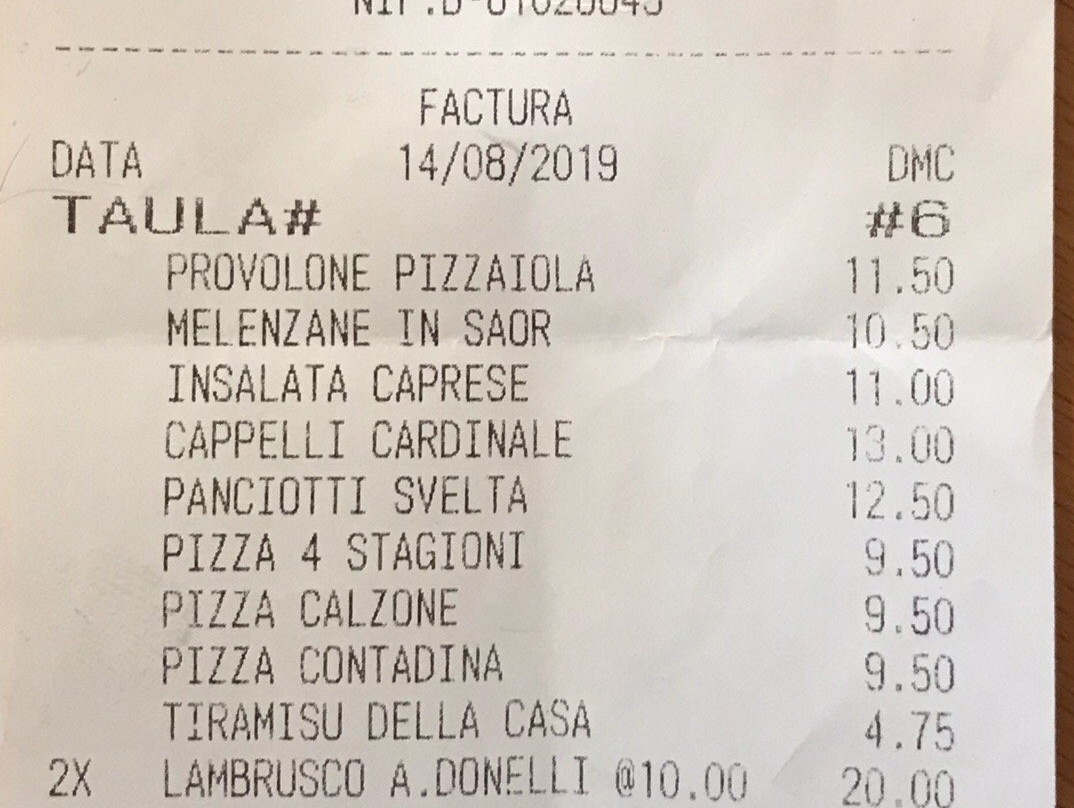 FACTURA
DATA 14/08/2019 DMC
TAULA# #6
PROVOLONE PIZZAIOLA 11.50
MELENZANE IN SAOR 10.50
INSALATA CAPRESE 11.00
CAPPELLI CARDINALE 13.00
PANCIOTTI SVELTA 12.50
PIZZA 4 STAGIONI 9.50
PIZZA CALZONE 9.50
PIZZA CONTADINA 9.50
TIRAMISU DELLA CASA 4.75
2X LAMBRUSCO A.DONELLI @10.00 20.00